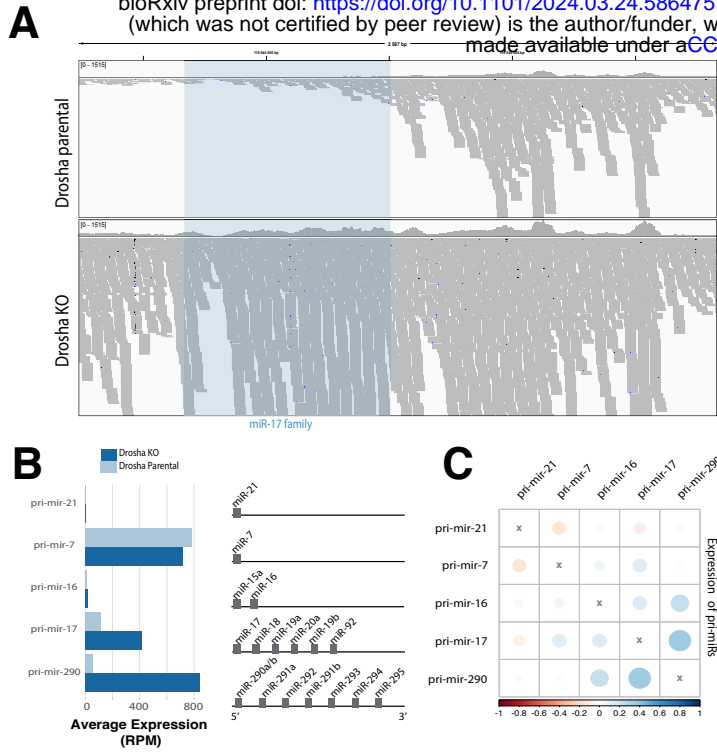 bioRxiv preprint doi: https://doi.org/10.1101/2024.03.24.586475
(which was not certified by peer review) is the author/funder, w
made available under aCC
A
2 887 bp
[0 - 1515]
Drosha parental
[0 - 1515]
Drosha KO
miR-17 family
B
Drosha KO
Drosha Parental
pri-mir-21
pri-mir-7
pri-mir-16
pri-mir-17
pri-mir-290
0 400 600 800
Average Expression
(RPM)
miR-21
miR-7
miR-15a miR-16
miR-17 miR-18 miR-19a miR-20a miR-19b miR-92
miR-290a/b miR-291a miR-292 miR-291b miR-293 miR-294 miR-295
5′ 3′
C
pri-mir-21 pri-mir-7 pri-mir-16 pri-mir-17 pri-mir-290
pri-mir-21 x
pri-mir-7 x
pri-mir-16 x
pri-mir-17 x
pri-mir-290 x
Expression of pri-miRs
-1 -0.8 -0.6 -0.4 -0.2 0 0.2 0.4 0.6 0.8 1